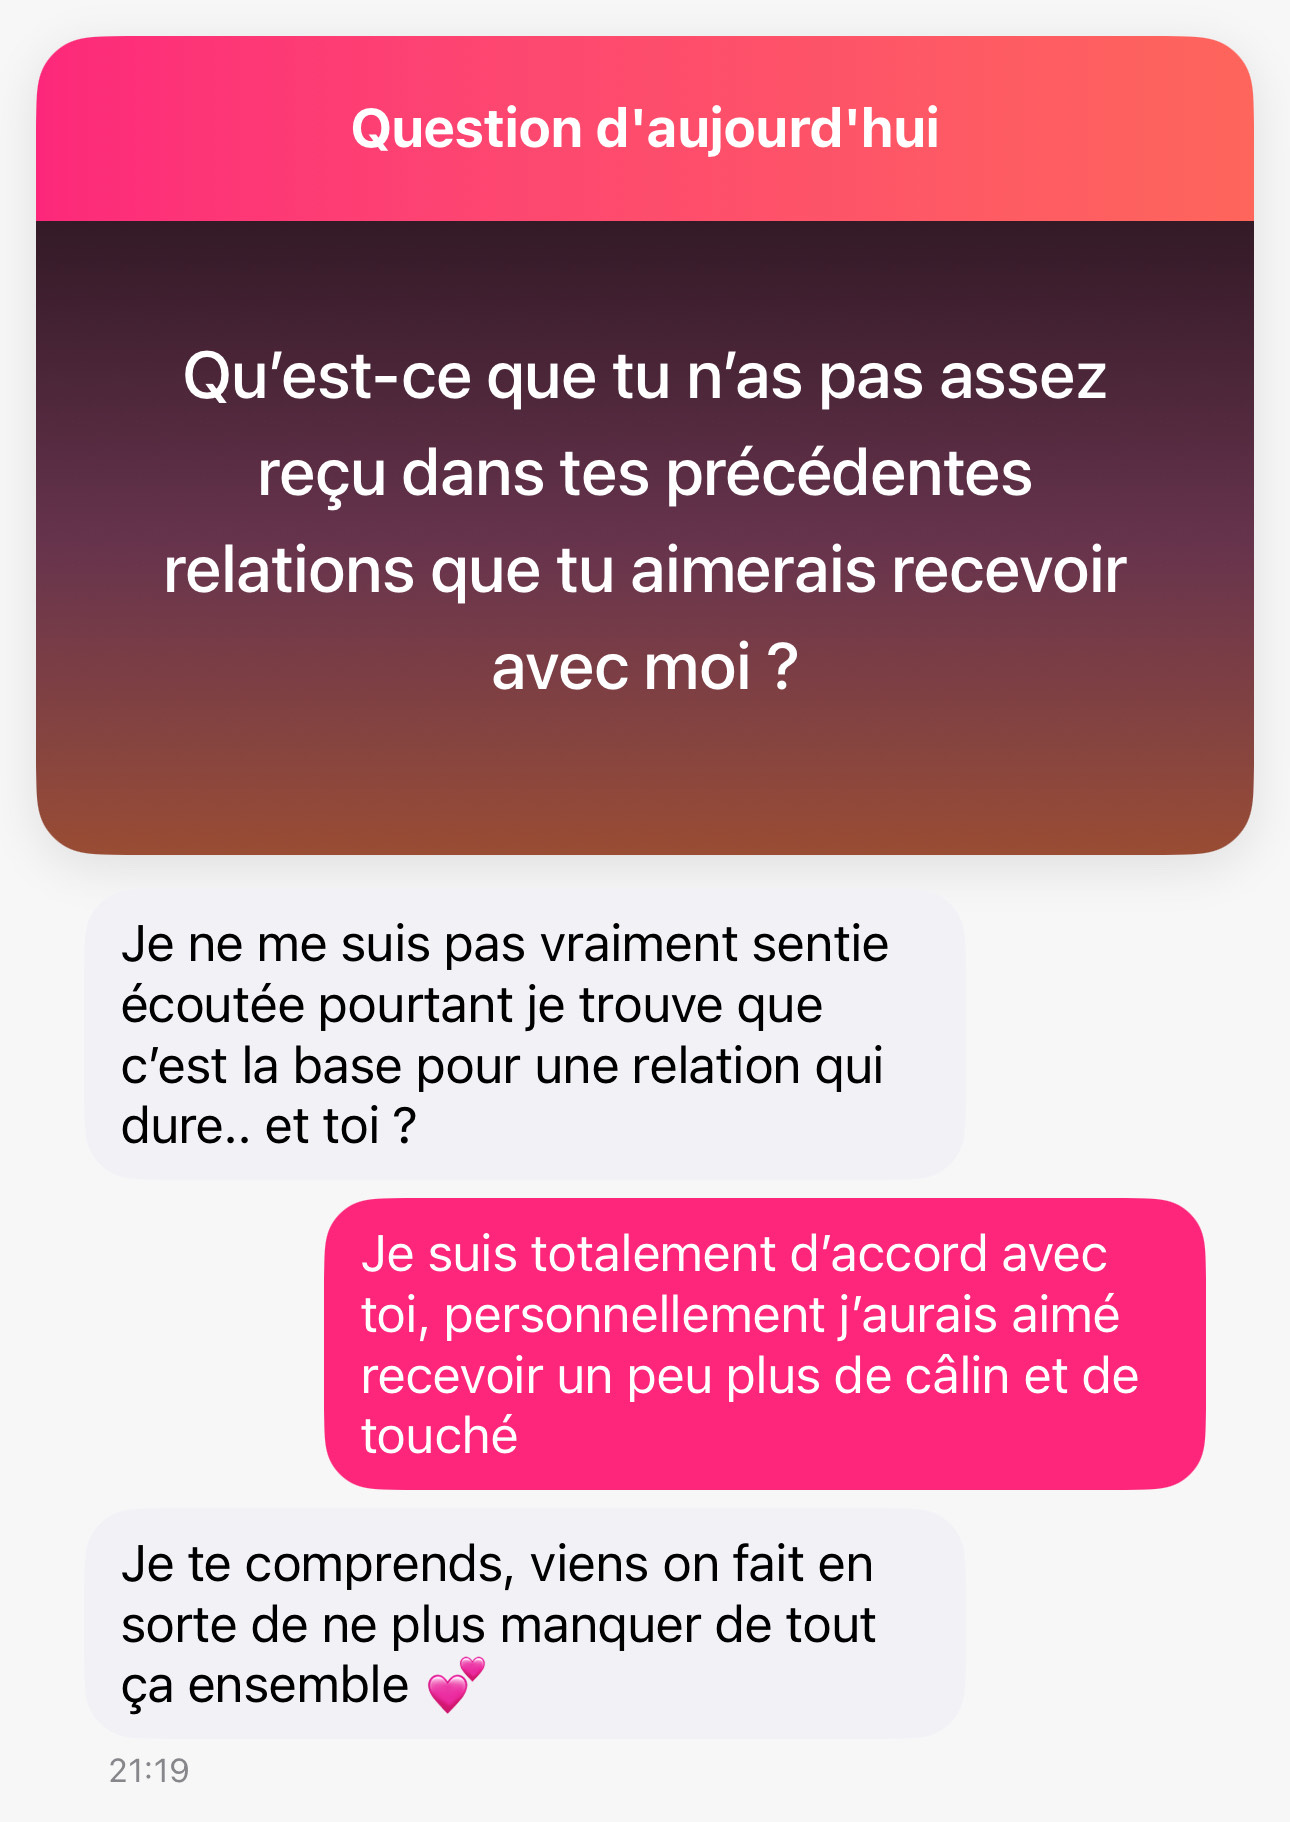 Question d'aujourd'hui
Qu’est-ce que tu n’as pas assez
reçu dans tes précédentes
relations que tu aimerais recevoir
avec moi ?
Je ne me suis pas vraiment sentie
écoutée pourtant je trouve que
c’est la base pour une relation qui
dure.. et toi ?
Je suis totalement d’accord avec
toi, personnellement j’aurais aimé
recevoir un peu plus de câlin et de
touché
Je te comprends, viens on fait en
sorte de ne plus manquer de tout
ça ensemble 💕
21:19